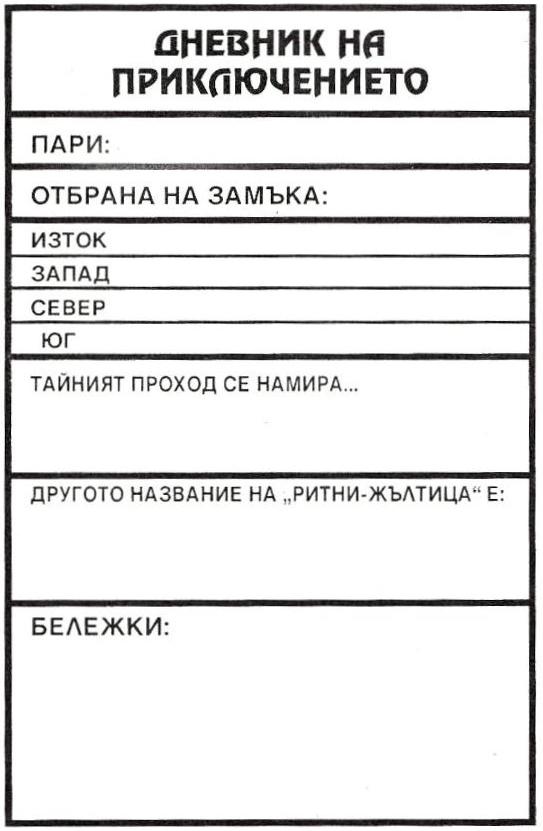 ДНЕВНИК НА
ПРИКЛЮЧЕНИЕТО
ПАРИ:
ОТБРАНА НА ЗАМЪКА:
ИЗТОК
ЗАПАД
СЕВЕР
ЮГ
ТАЙНИЯТ ПРОХОД СЕ НАМИРА...
ДРУГОТО НАЗВАНИЕ НА „РИТНИ-ЖЪЛТИЦА“ Е:
БЕЛЕЖКИ: